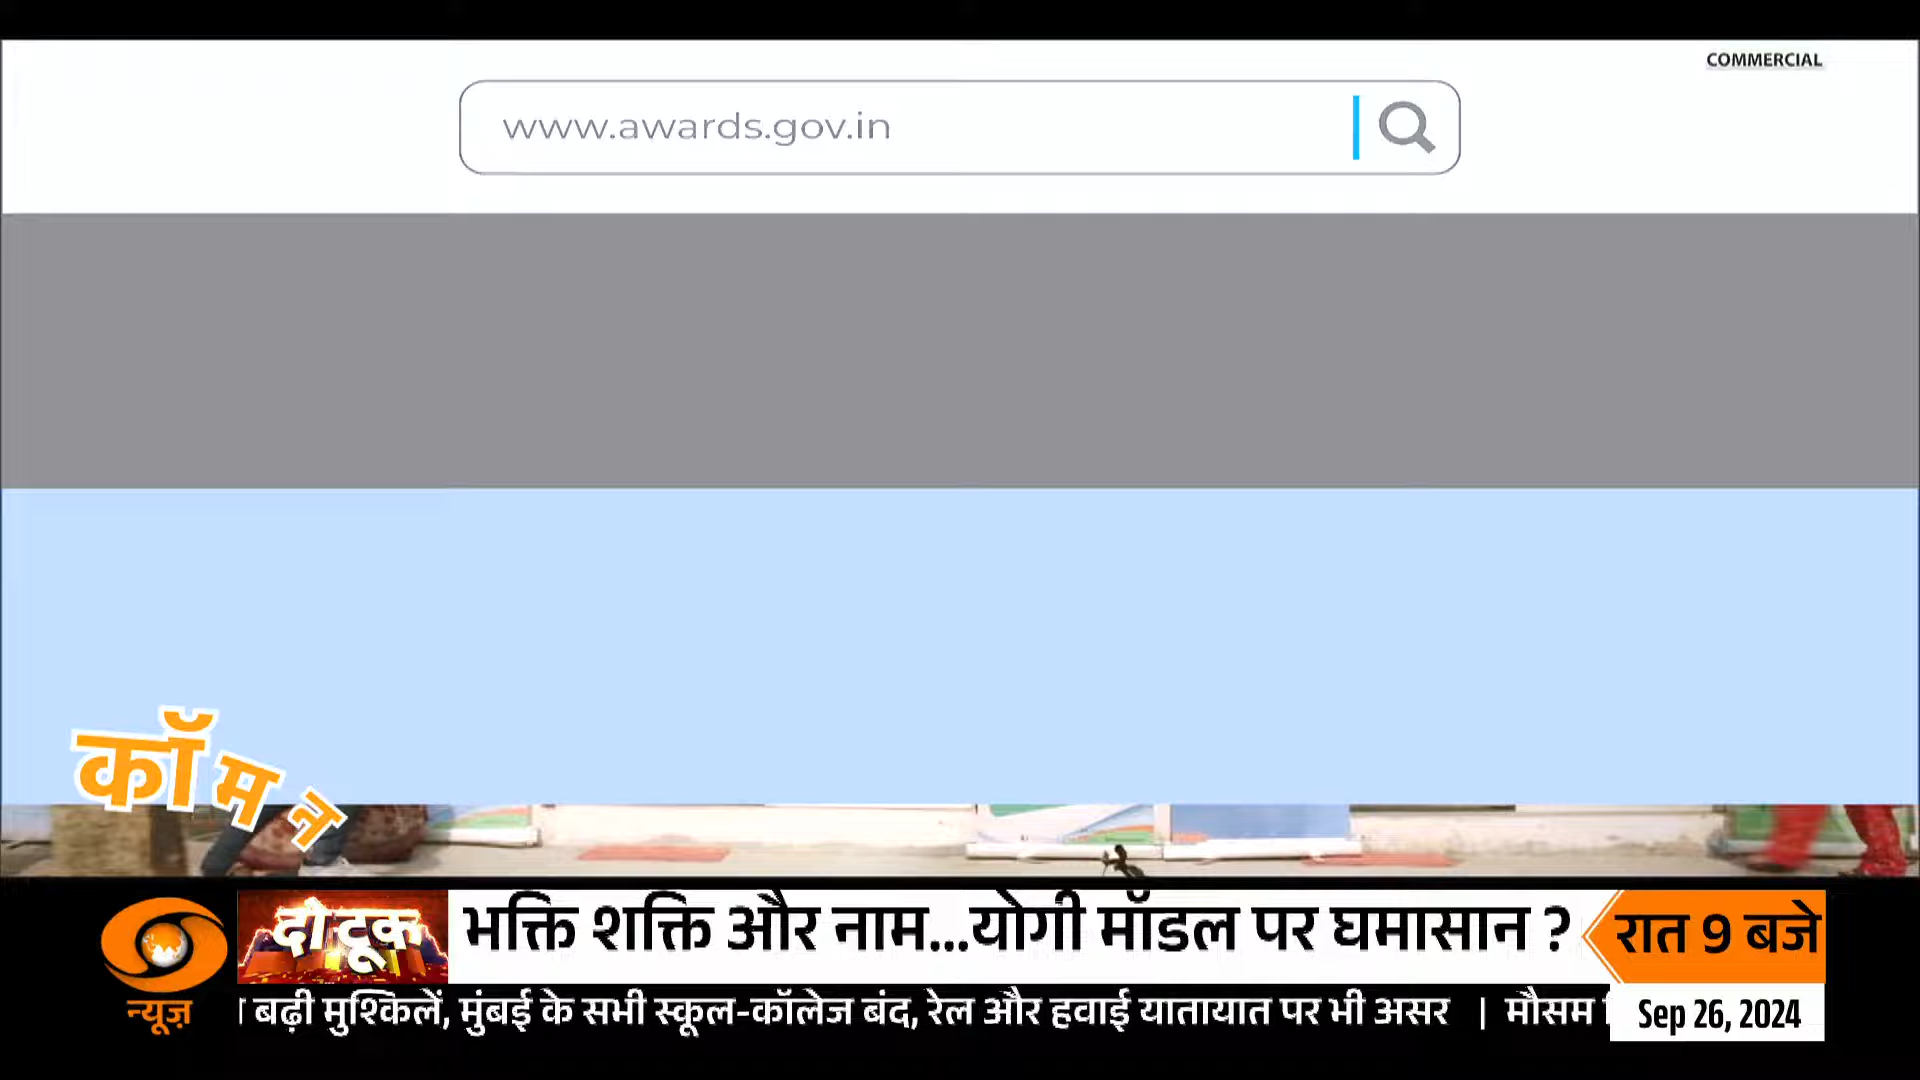 COMMERCIAL
www.awards.gov.in
कॉमन
दो टूक
भक्ति शक्ति और नाम...योगी मॉडल पर घमासान ?
रात 9 बजे
न्यूज़
बढ़ी मुश्किलें, मुंबई के सभी स्कूल-कॉलेज बंद, रेल और हवाई यातायात पर भी असर | मौसम
Sep 26, 2024